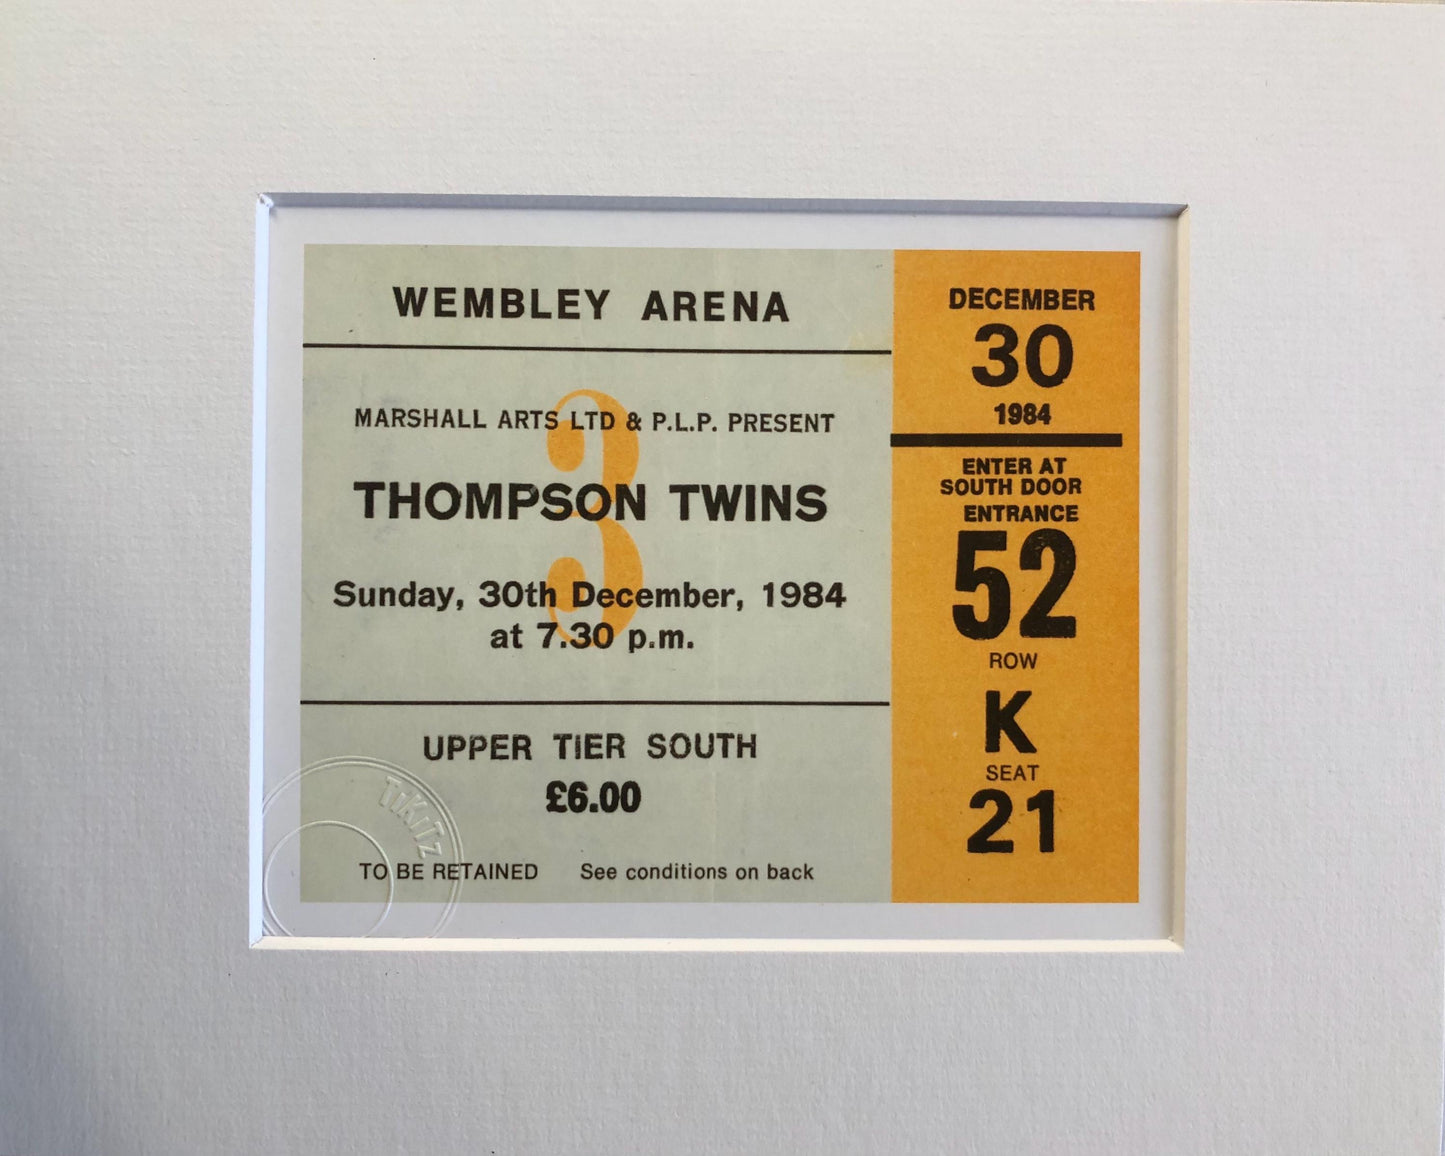 WEMBLEY ARENA
3
MARSHALL ARTS LTD & P.L.P. PRESENT
THOMPSON TWINS
Sunday, 30th December, 1984
at 7.30 p.m.
UPPER TIER SOUTH
£6.00
TO BE RETAINED See conditions on back
TiKiTz
DECEMBER
30
1984
ENTER AT
SOUTH DOOR
ENTRANCE
52
ROW
K
SEAT
21